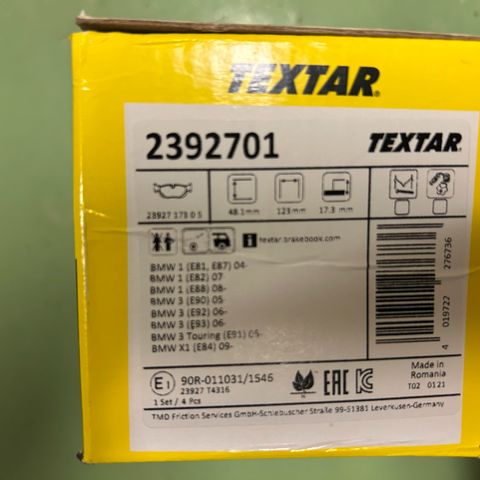 TEXTAR®
2392701
TEXTAR®
23927 173 0 5
48.1mm
123 mm
17.3 mm
i textar.brakebook.com
BMW 1 (E81, E87) 04-
BMW 1 (E82) 07-
BMW 1 (E88) 08-
BMW 3 (E90) 05-
BMW 3 (E92) 06-
BMW 3 (E93) 06-
BMW 3 Touring (E91) 05-
BMW X1 (E84) 09-
4 019722 276736
E1 90R-011031/1546
23927 T4316
1 Set / 4 Pcs
EAC
Made in
Romania
T02 0121
TMD Friction Services GmbH-Schlebuscher Straße 99-51381 Leverkusen-Germany